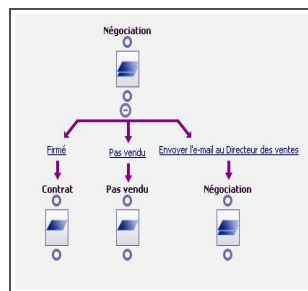 Négociation
Firmé
Pas vendu
Envoyer l'e-mail au Directeur des ventes
Contrat
Pas vendu
Négociation